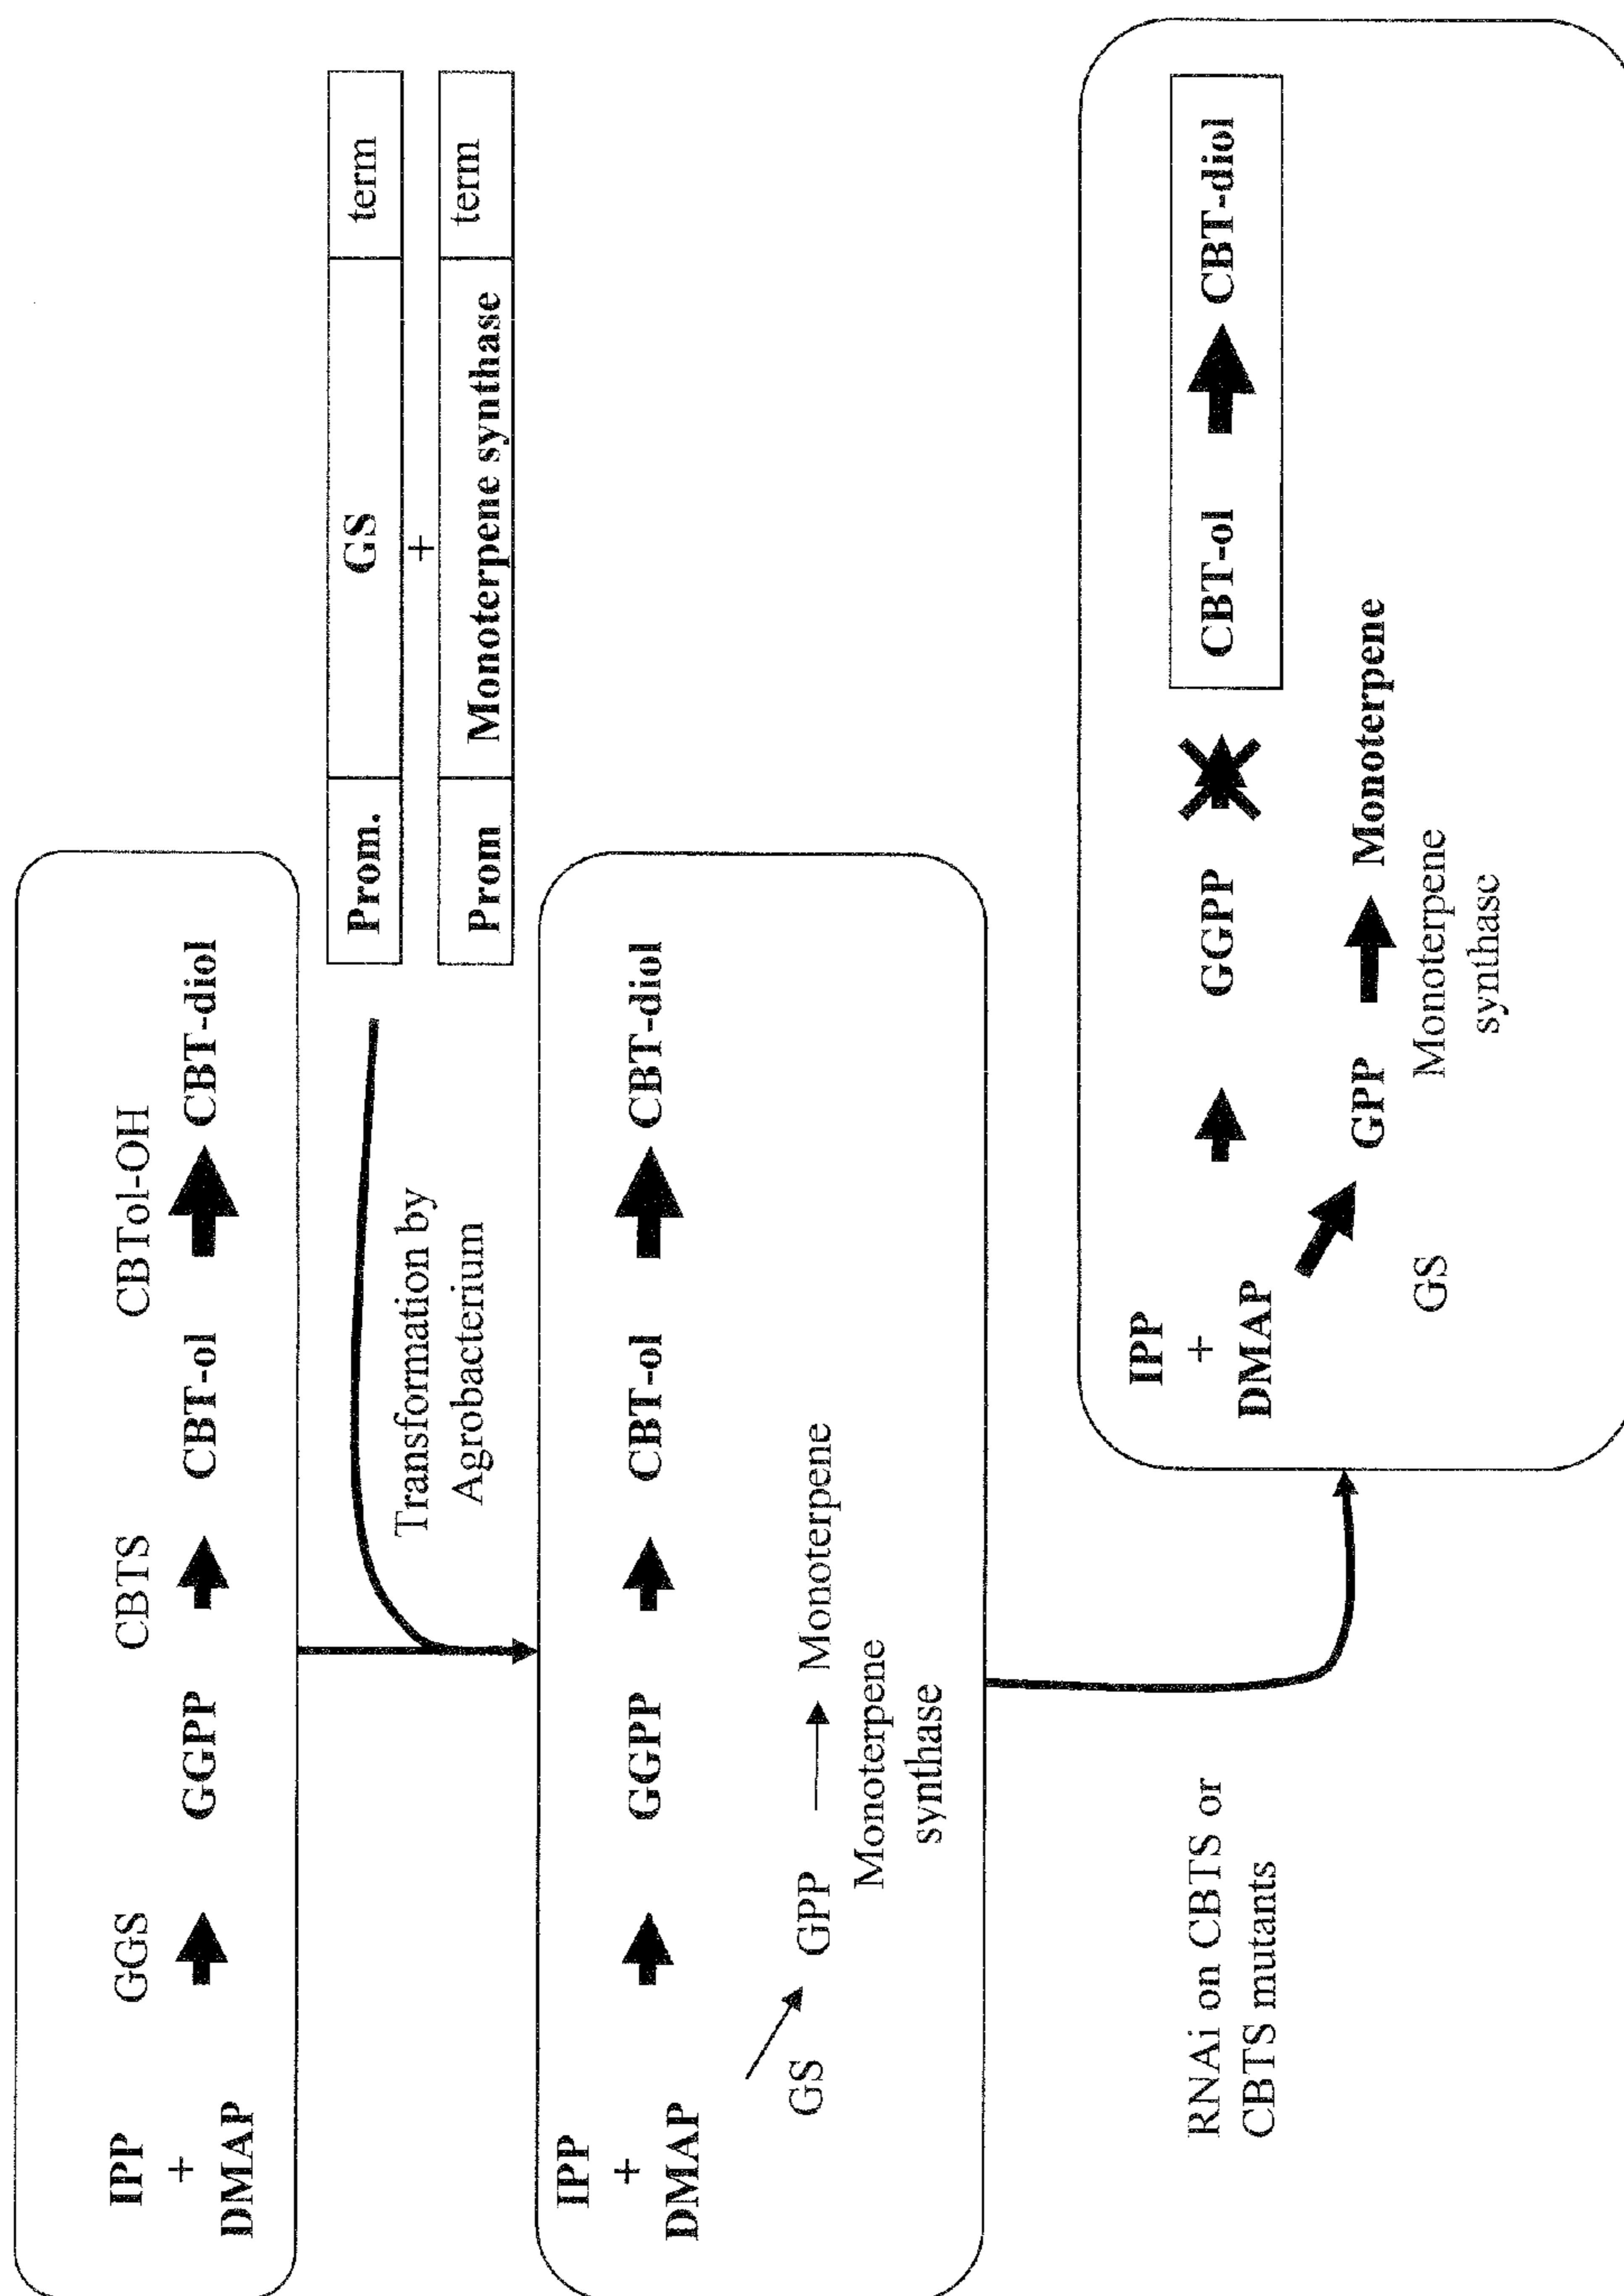 GGS CBTS CBTol-OH
IPP
+
DMAP
GGPP CBT-ol CBT-diol
Prom. GS term
+
Prom Monoterpene synthase term
Transformation by
Agrobacterium
IPP
+
DMAP
GGPP CBT-ol CBT-diol
GS GPP Monoterpene
Monoterpene
synthase
RNAi on CBTS or
CBTS mutants
IPP
+
DMAP
GGPP CBT-ol CBT-diol
GS
GPP Monoterpene
Monoterpene
synthase